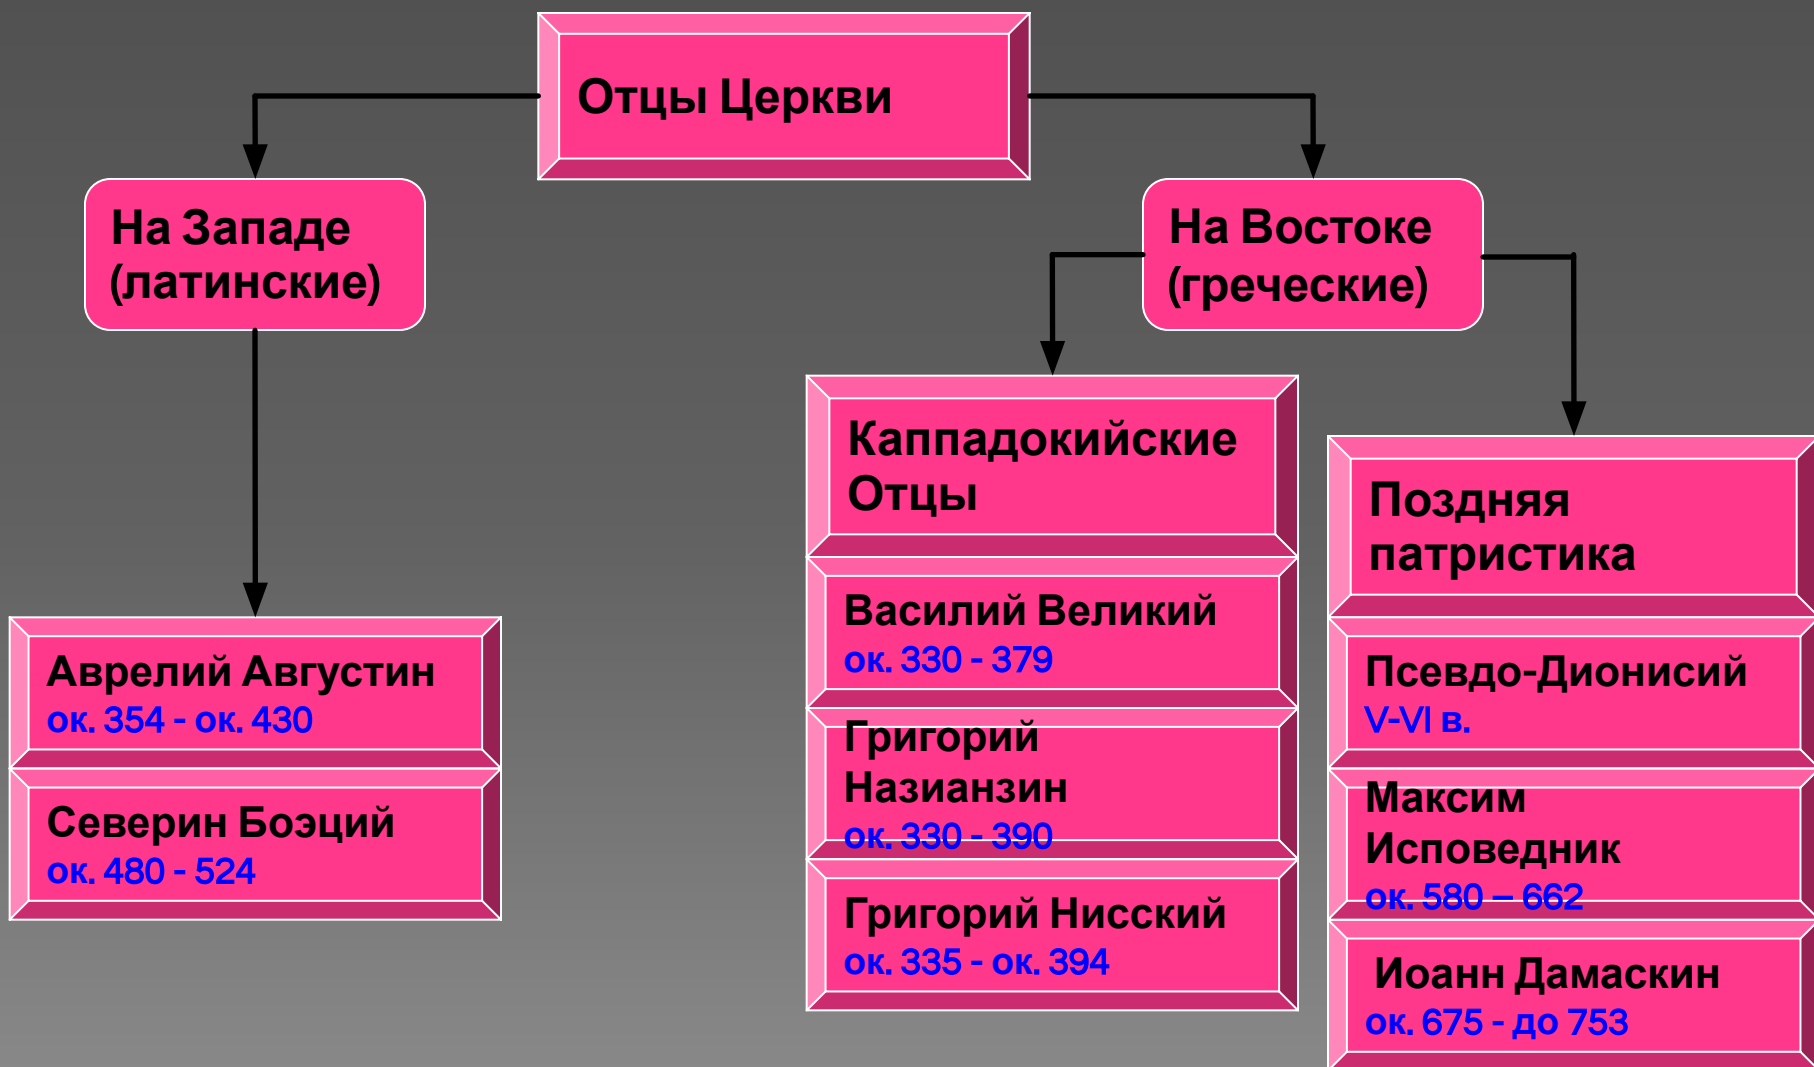 Отцы Церкви
На Западе
(латинские)
На Востоке
(греческие)
Аврелий Августин
ок. 354 - ок. 430
Северин Боэций
ок. 480 - 524
Каппадокийские
Отцы
Василий Великий
ок. 330 - 379
Григорий
Назианзин
ок. 330 - 390
Григорий Нисский
ок. 335 - ок. 394
Поздняя
патристика
Псевдо-Дионисий
V-VI в.
Максим
Исповедник
ок. 580 – 662
Иоанн Дамаскин
ок. 675 - до 753